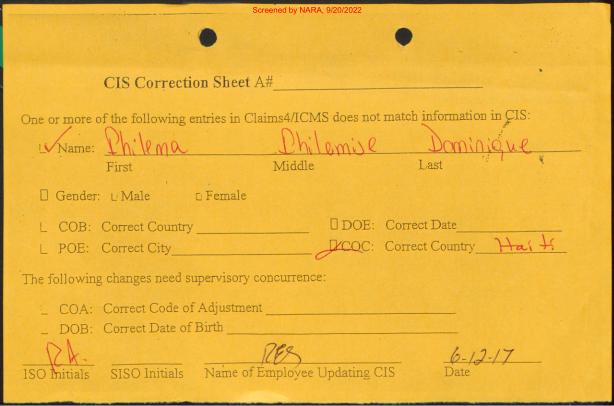 Screened by NARA, 9/20/2022
CIS Correction Sheet A#
One or more of the following entries in Claims4/ICMS does not match information in CIS:
Name: Philema Philemise Dominique
First Middle Last
Gender: Male Female
COB: Correct Country DOE: Correct Date
POE: Correct City COC: Correct Country Haiti
The following changes need supervisory concurrence:
COA: Correct Code of Adjustment
DOB: Correct Date of Birth
RA. RES 6-12-17
ISO Initials SISO Initials Name of Employee Updating CIS Date